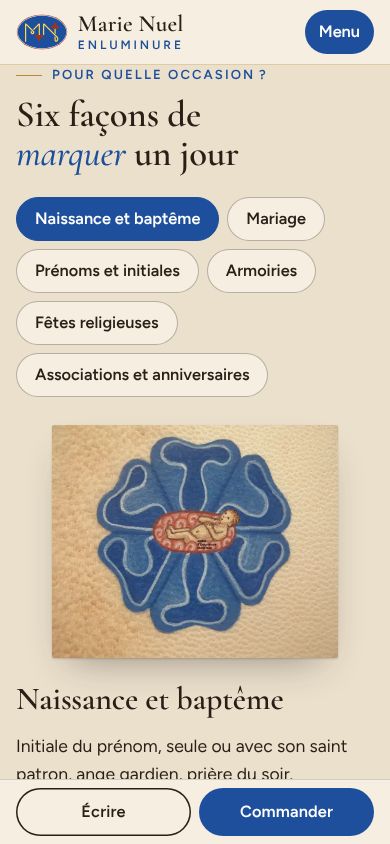 Marie Nuel
ENLUMINURE
Menu
POUR QUELLE OCCASION ?
Six façons de
marquer un jour
Naissance et baptême
Mariage
Prénoms et initiales
Armoiries
Fêtes religieuses
Associations et anniversaires
Naissance et baptême
Initiale du prénom, seule ou avec son saint
patron, ange gardien, prière du soir.
Écrire
Commander